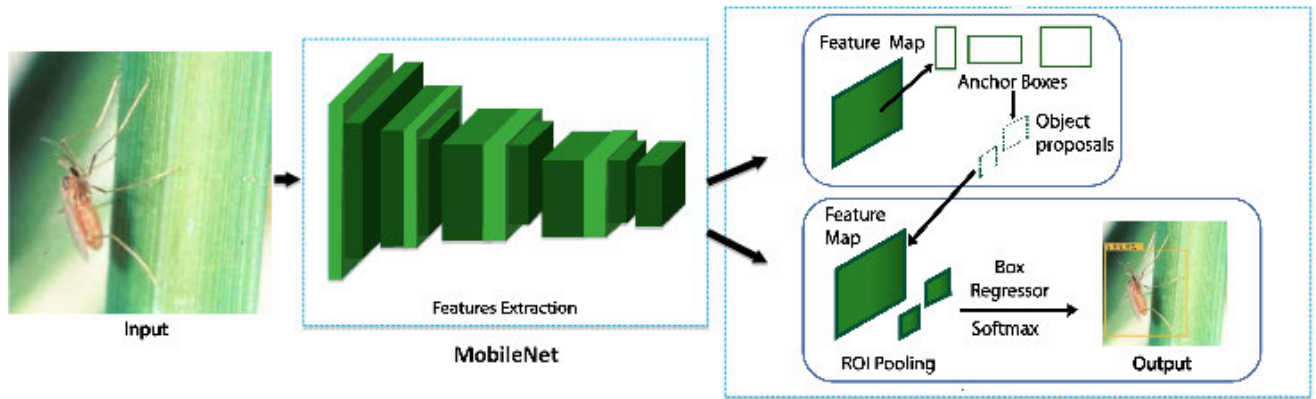 Input
Features Extraction
MobileNet
Feature Map
Anchor Boxes
Object
proposals
Feature
Map
ROI Pooling
Box
Regressor
Softmax
Output